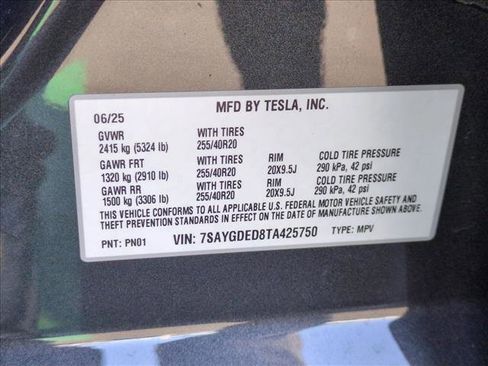 MFD BY TESLA, INC.
06/25
GVWR WITH TIRES
2415 kg (5324 lb) 255/40R20
GAWR FRT WITH TIRES RIM COLD TIRE PRESSURE
1320 kg (2910 lb) 255/40R20 20X9.5J 290 kPa, 42 psi
GAWR RR WITH TIRES RIM COLD TIRE PRESSURE
1500 kg (3306 lb) 255/40R20 20X9.5J 290 kPa, 42 psi
THIS VEHICLE CONFORMS TO ALL APPLICABLE U.S. FEDERAL MOTOR VEHICLE SAFETY AND
THEFT PREVENTION STANDARDS IN EFFECT ON THE DATE OF MANUFACTURE SHOWN ABOVE.
PNT: PN01 VIN: 7SAYGDED8TA425750 TYPE: MPV